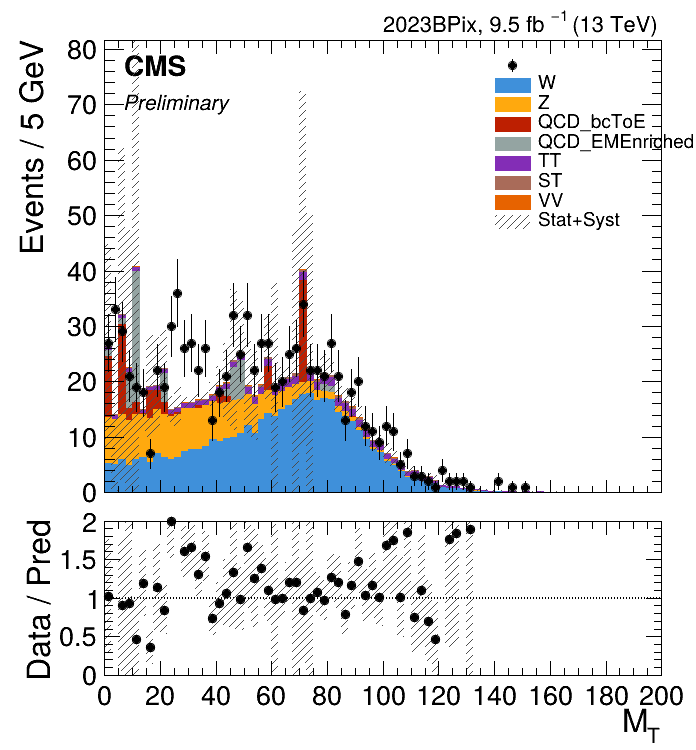 2023BPix, 9.5 fb⁻¹ (13 TeV)
CMS
Preliminary
W
Z
QCD_bcToE
QCD_EMEnriched
TT
ST
VV
Stat+Syst
Events / 5 GeV
80
70
60
50
40
30
20
10
0
Data / Pred
2
1.5
1
0.5
0
0 20 40 60 80 100 120 140 160 180 200
M_T